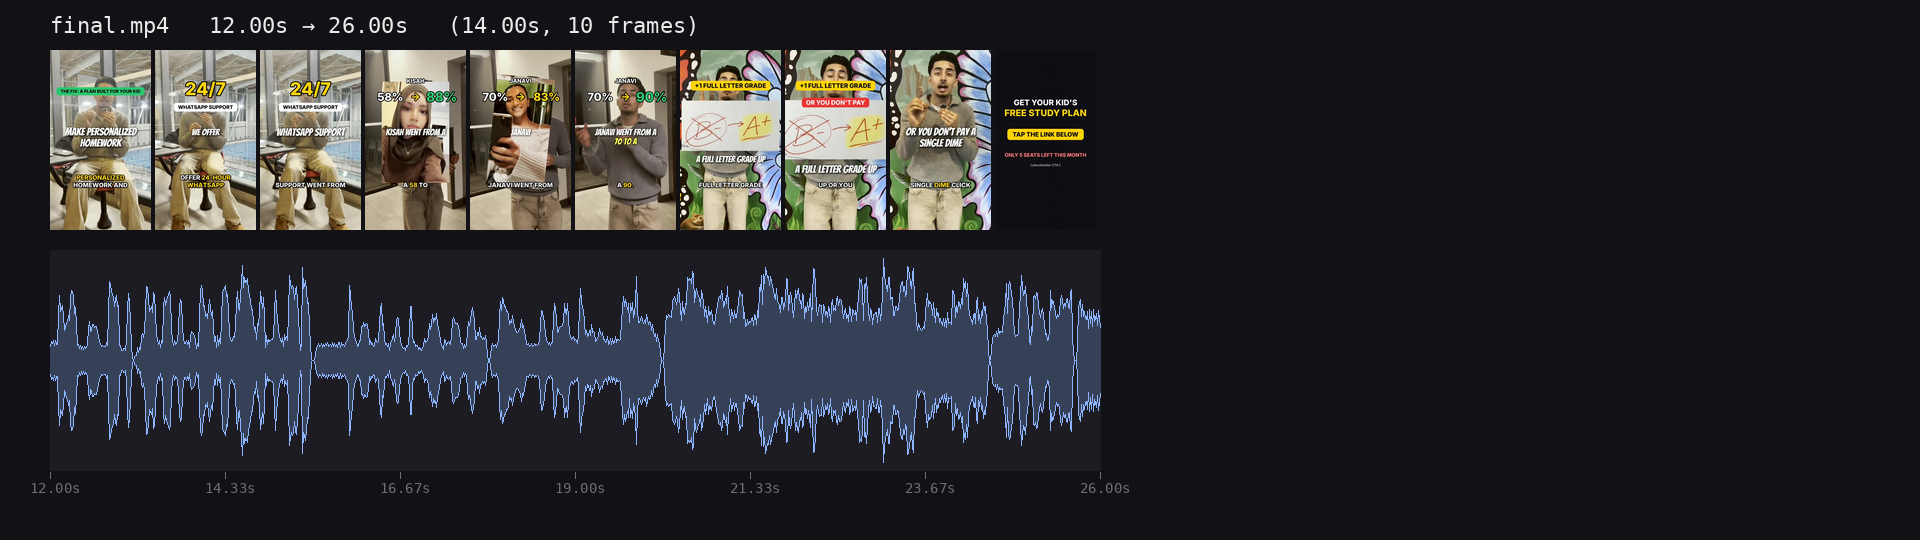 final.mp4   12.00s → 26.00s   (14.00s, 10 frames)
THE FIX: A PLAN BUILT FOR YOUR KID
MAKE PERSONALIZED
HOMEWORK
PERSONALIZED
HOMEWORK AND
24/7
WHATSAPP SUPPORT
WE OFFER
OFFER 24-HOUR
WHATSAPP
24/7
WHATSAPP SUPPORT
WHATSAPP SUPPORT
SUPPORT WENT FROM
KISAH
58% → 88%
KISAH WENT FROM A
A 58 TO
JANAVI
70% → 83%
JANAVI
JANAVI WENT FROM
JANAVI
70% → 90%
JANAVI WENT FROM A
70 TO A
A 90.
+1 FULL LETTER GRADE
B- → A+
A FULL LETTER GRADE UP
FULL LETTER GRADE
+1 FULL LETTER GRADE
OR YOU DON'T PAY
B- → A+
A FULL LETTER GRADE UP
UP OR YOU
OR YOU DON'T PAY A
SINGLE DIME
SINGLE DIME CLICK
GET YOUR KID'S
FREE STUDY PLAN
TAP THE LINK BELOW
ONLY 5 SEATS LEFT THIS MONTH
12.00s
14.33s
16.67s
19.00s
21.33s
23.67s
26.00s